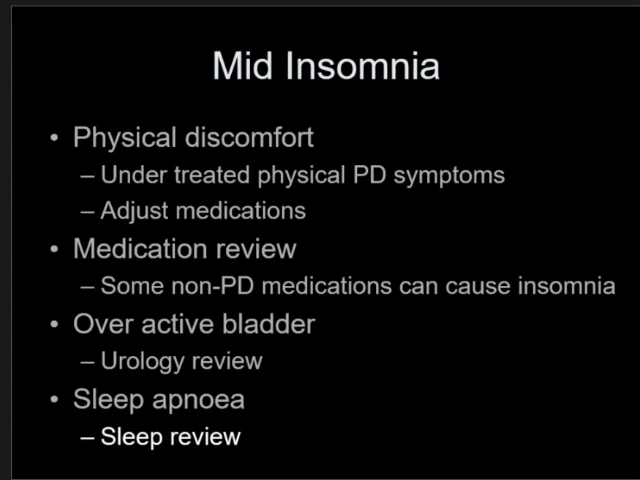 Mid Insomnia
• Physical discomfort
– Under treated physical PD symptoms
– Adjust medications
• Medication review
– Some non-PD medications can cause insomnia
• Over active bladder
– Urology review
• Sleep apnoea
– Sleep review